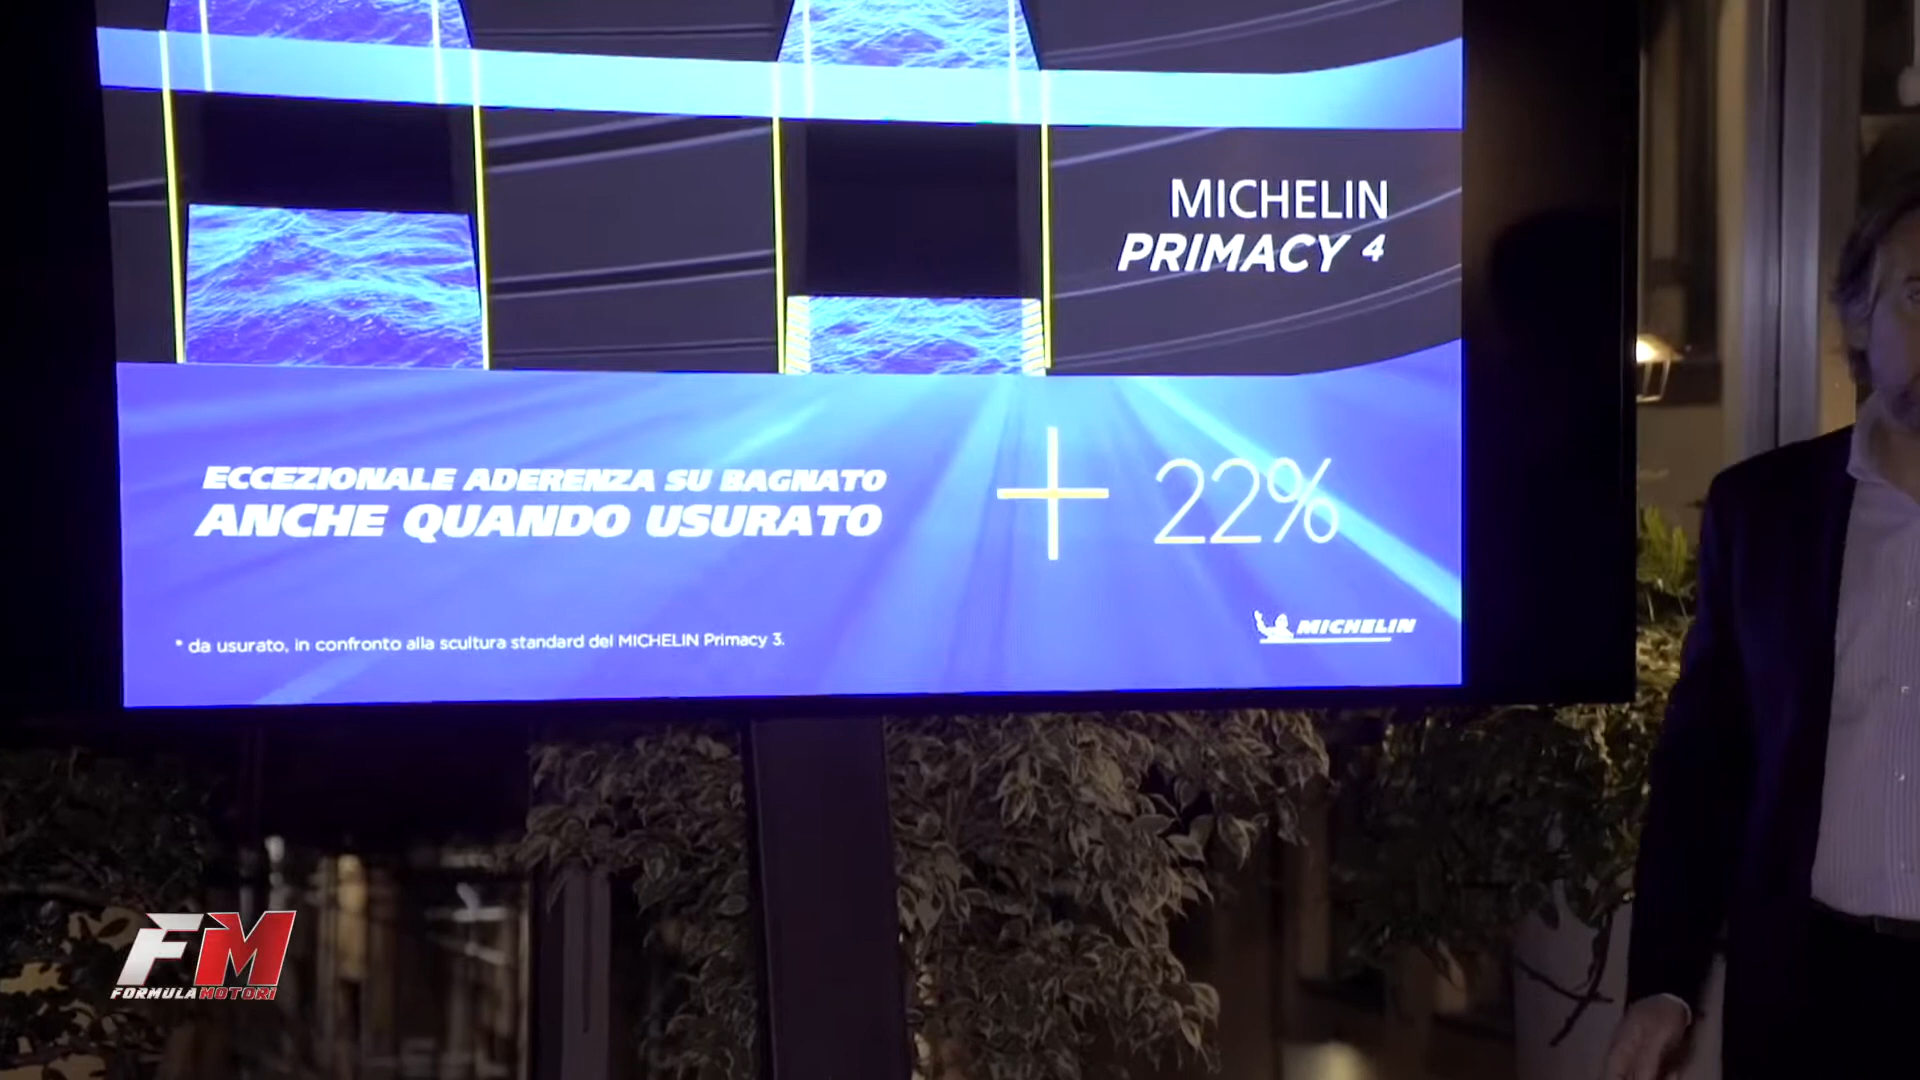 MICHELIN
PRIMACY 4
ECCEZIONALE ADERENZA SU BAGNATO
ANCHE QUANDO USURATO
+ 22%
MICHELIN
* da usurato, in confronto alla scultura standard del MICHELIN Primacy 3.
FM
FORMULA MOTORI